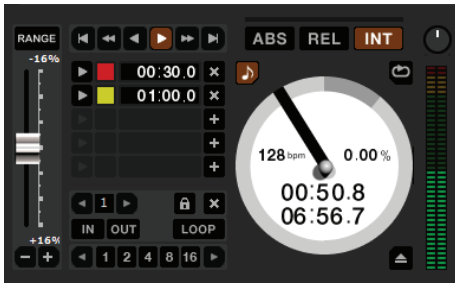 RANGE
ABS REL INT
-16%
00:30.0
01:00.0
128 bpm 0.00 %
00:50.8
06:56.7
1
IN OUT LOOP
+16%
1 2 4 8 16